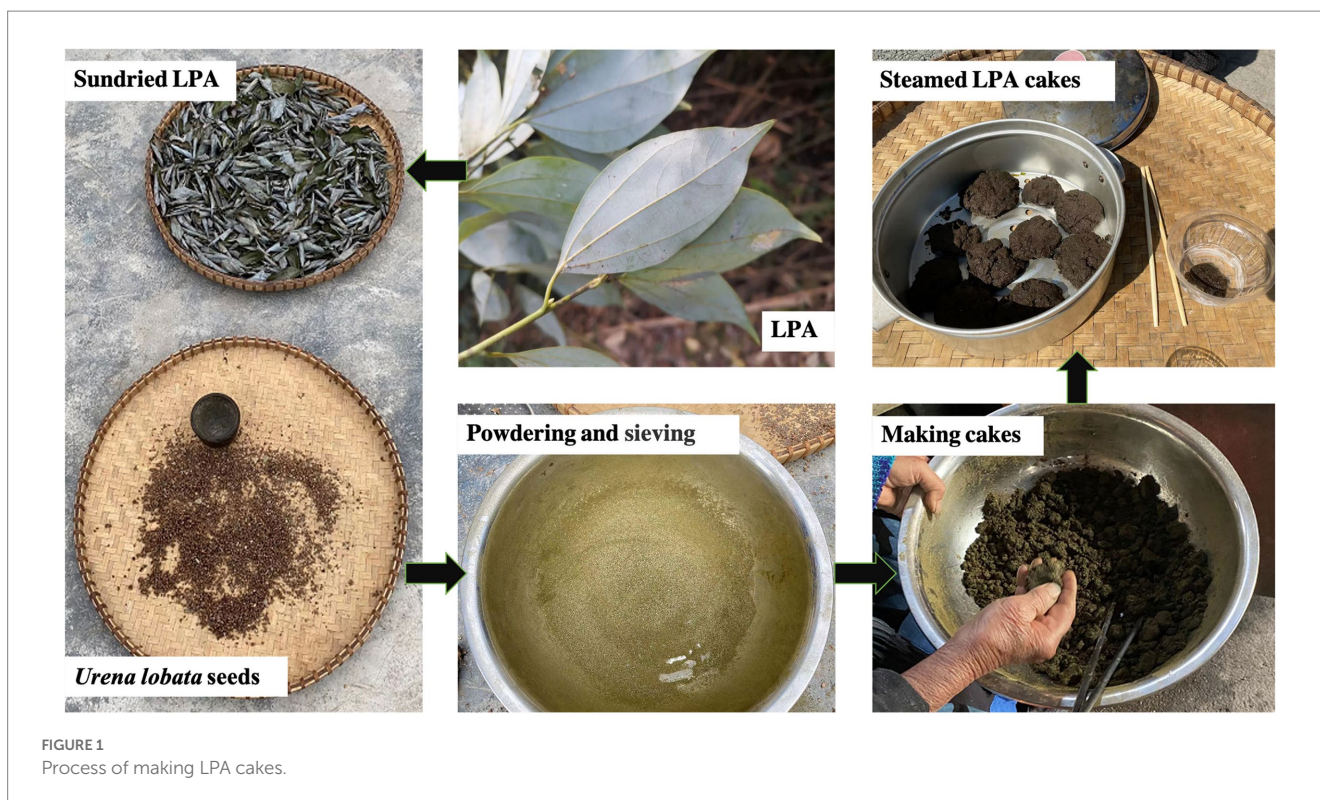 Sundried LPA
LPA
Steamed LPA cakes
Urena lobata seeds
Powdering and sieving
Making cakes
FIGURE 1
Process of making LPA cakes.